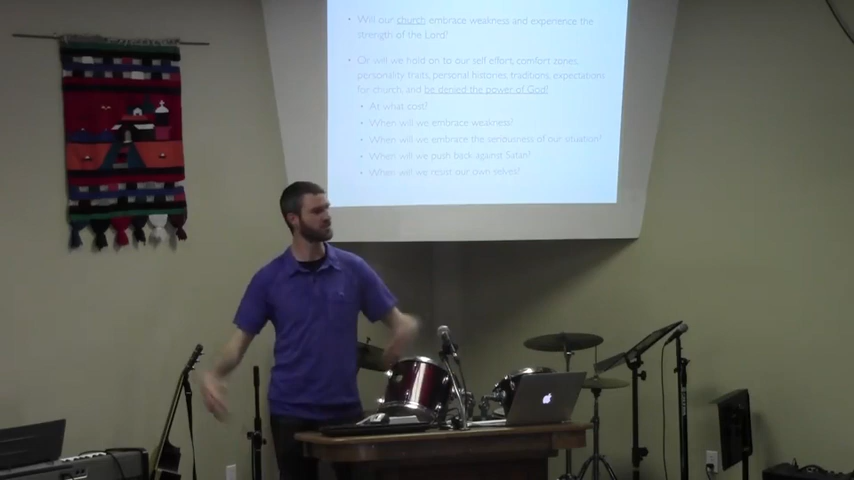 • Will our church embrace weakness and experience the
strength of the Lord?
• Or will we hold on to our self effort, comfort zones,
personality traits, personal histories, traditions, expectations
for church, and be denied the power of God?
• At what cost?
• When will we embrace weakness?
• When will we embrace the seriousness of our situation?
• When will we push back against Satan?
• When will we resist our own selves?